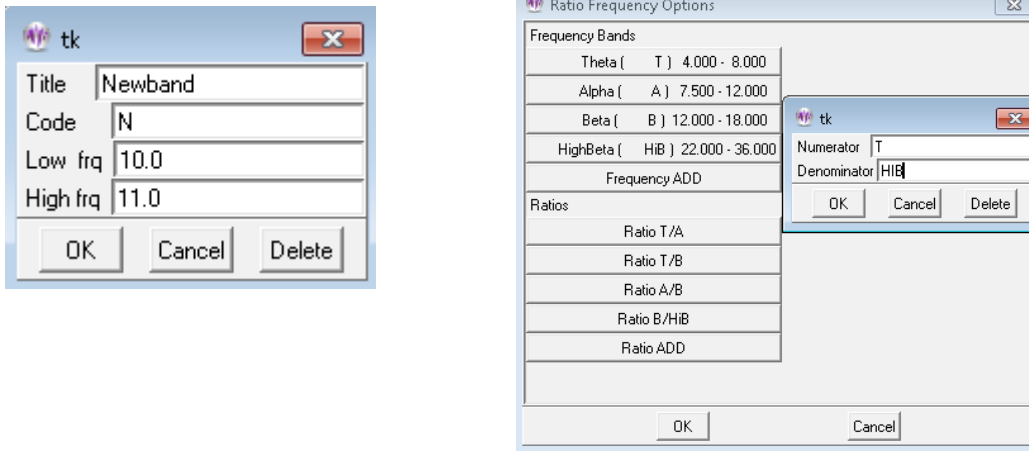 tk
Title Newband
Code N
Low frq 10.0
High frq 11.0
OK Cancel Delete
Ratio Frequency Options
Frequency Bands
Theta ( T ) 4.000 - 8.000
Alpha ( A ) 7.500 - 12.000
Beta ( B ) 12.000 - 18.000
HighBeta ( HiB ) 22.000 - 36.000
Frequency ADD
Ratios
Ratio T/A
Ratio T/B
Ratio A/B
Ratio B/HiB
Ratio ADD
OK Cancel
tk
Numerator T
Denominator HIB
OK Cancel Delete